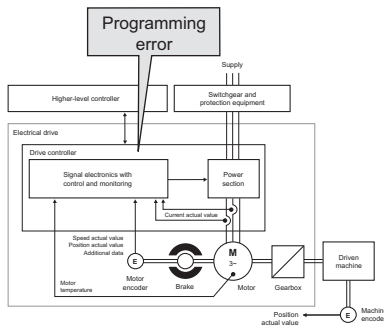 Programming
error
Supply
Higher-level controller
Switchgear and
protection equipment
Electrical drive
Drive controller
Signal electronics with
control and monitoring
Power
section
Current actual value
Speed actual value
Position actual value
Additional data
M
3~
E
Motor
encoder
Brake
Motor
Gearbox
Driven
machine
Motor
temperature
Position
actual value
E
Machin
encode